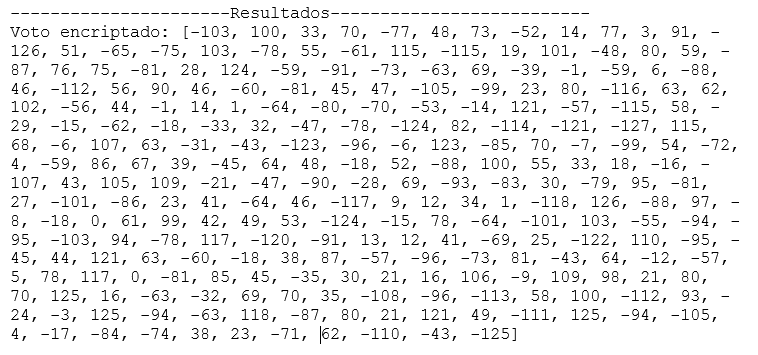 ----------------------Resultados--------------------------
Voto encriptado: [-103, 100, 33, 70, -77, 48, 73, -52, 14, 77, 3, 91, -
126, 51, -65, -75, 103, -78, 55, -61, 115, -115, 19, 101, -48, 80, 59, -
87, 76, 75, -81, 28, 124, -59, -91, -73, -63, 69, -39, -1, -59, 6, -88,
46, -112, 56, 90, 46, -60, -81, 45, 47, -105, -99, 23, 80, -116, 63, 62,
102, -56, 44, -1, 14, 1, -64, -80, -70, -53, -14, 121, -57, -115, 58, -
29, -15, -62, -18, -33, 32, -47, -78, -124, 82, -114, -121, -127, 115,
68, -6, 107, 63, -31, -43, -123, -96, -6, 123, -85, 70, -7, -99, 54, -72,
4, -59, 86, 67, 39, -45, 64, 48, -18, 52, -88, 100, 55, 33, 18, -16, -
107, 43, 105, 109, -21, -47, -90, -28, 69, -93, -83, 30, -79, 95, -81,
27, -101, -86, 23, 41, -64, 46, -117, 9, 12, 34, 1, -118, 126, -88, 97, -
8, -18, 0, 61, 99, 42, 49, 53, -124, -15, 78, -64, -101, 103, -55, -94, -
95, -103, 94, -78, 117, -120, -91, 13, 12, 41, -69, 25, -122, 110, -95, -
45, 44, 121, 63, -60, -18, 38, 87, -57, -96, -73, 81, -43, 64, -12, -57,
5, 78, 117, 0, -81, 85, 45, -35, 30, 21, 16, 106, -9, 109, 98, 21, 80,
70, 125, 16, -63, -32, 69, 70, 35, -108, -96, -113, 58, 100, -112, 93, -
24, -3, 125, -94, -63, 118, -87, 80, 21, 121, 49, -111, 125, -94, -105,
4, -17, -84, -74, 38, 23, -71, 62, -110, -43, -125]